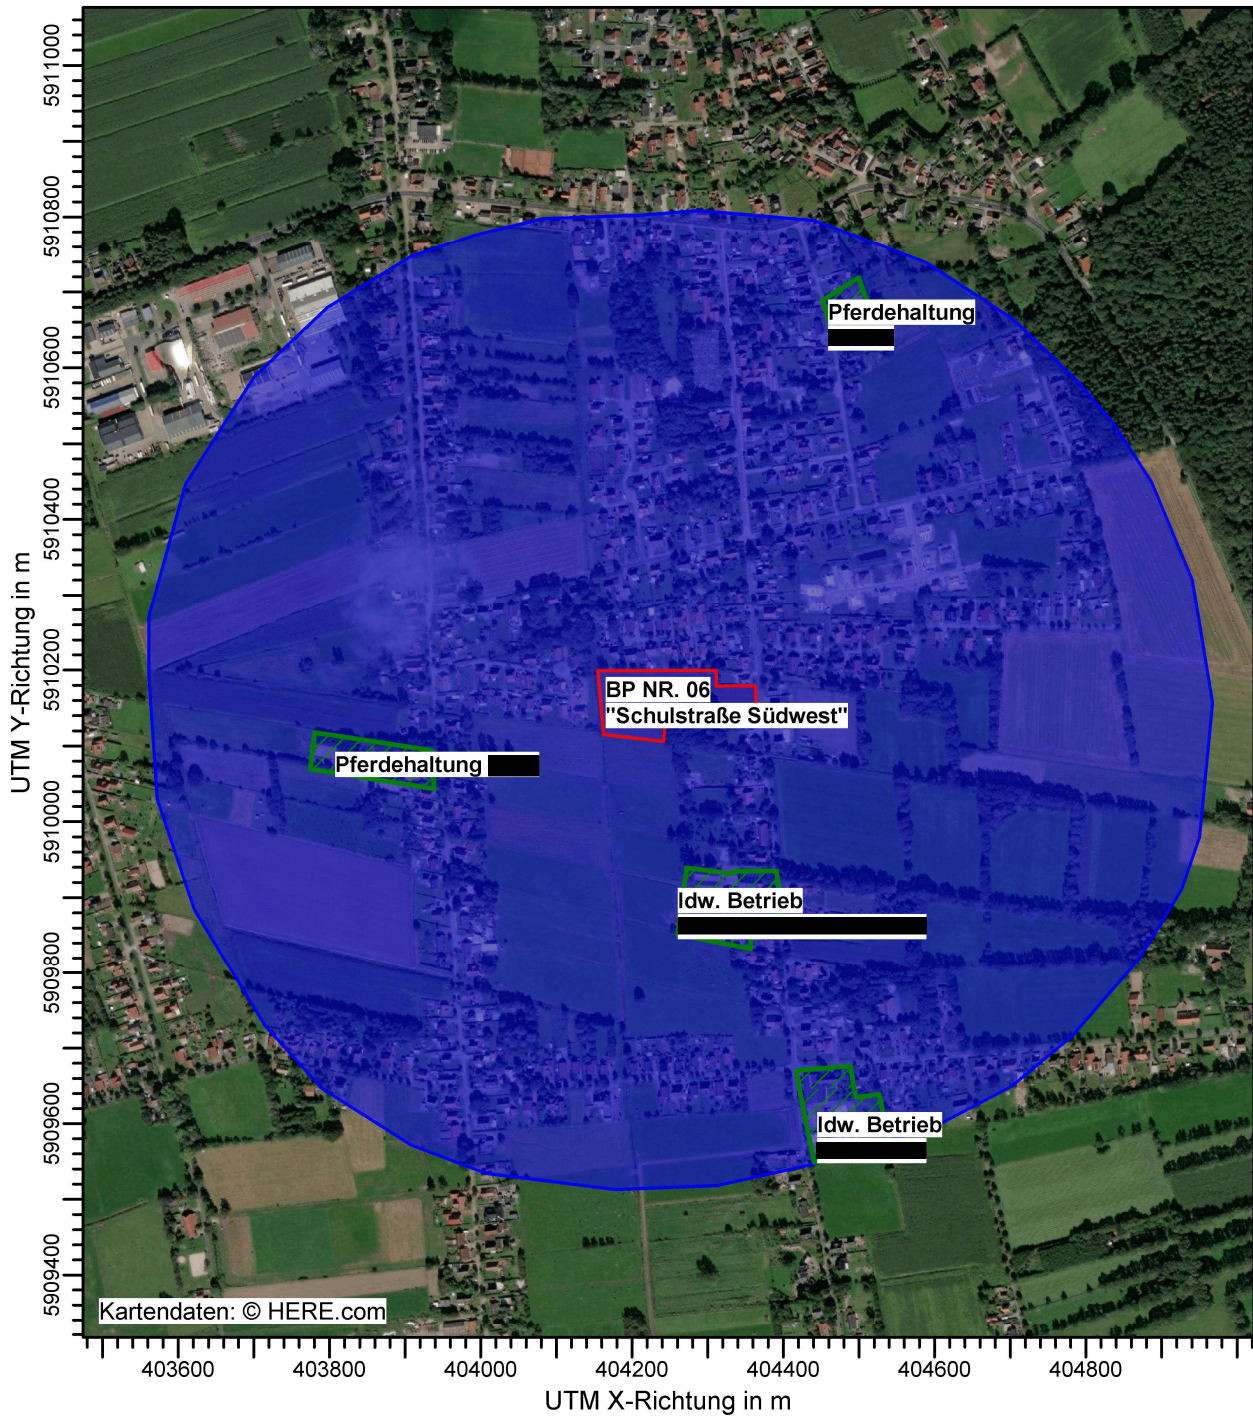 5911000
5910800
5910600
5910400
5910200
5910000
5909800
5909600
5909400
UTM Y-Richtung in m
Pferdehaltung
BP NR. 06
"Schulstraße Südwest"
Pferdehaltung
ldw. Betrieb
ldw. Betrieb
Kartendaten: © HERE.com
403600 403800 404000 404200 404400 404600 404800
UTM X-Richtung in m